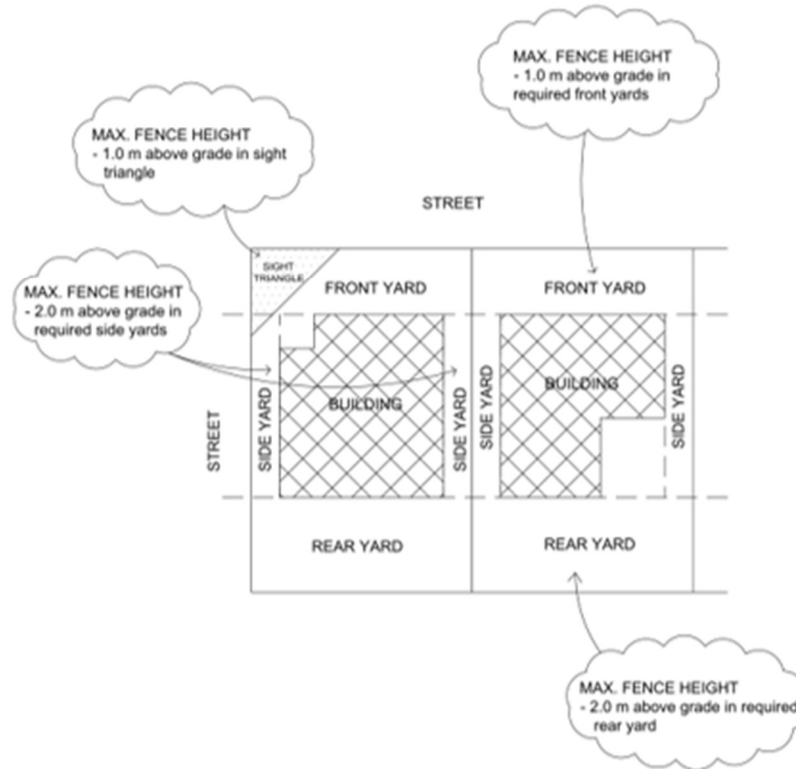 MAX. FENCE HEIGHT
- 1.0 m above grade in
required front yards
MAX. FENCE HEIGHT
- 1.0 m above grade in sight
triangle
STREET
SIGHT
TRIANGLE
FRONT YARD
FRONT YARD
MAX. FENCE HEIGHT
- 2.0 m above grade in
required side yards
BUILDING
BUILDING
STREET
SIDE YARD
SIDE YARD
SIDE YARD
SIDE YARD
REAR YARD
REAR YARD
MAX. FENCE HEIGHT
- 2.0 m above grade in required
rear yard